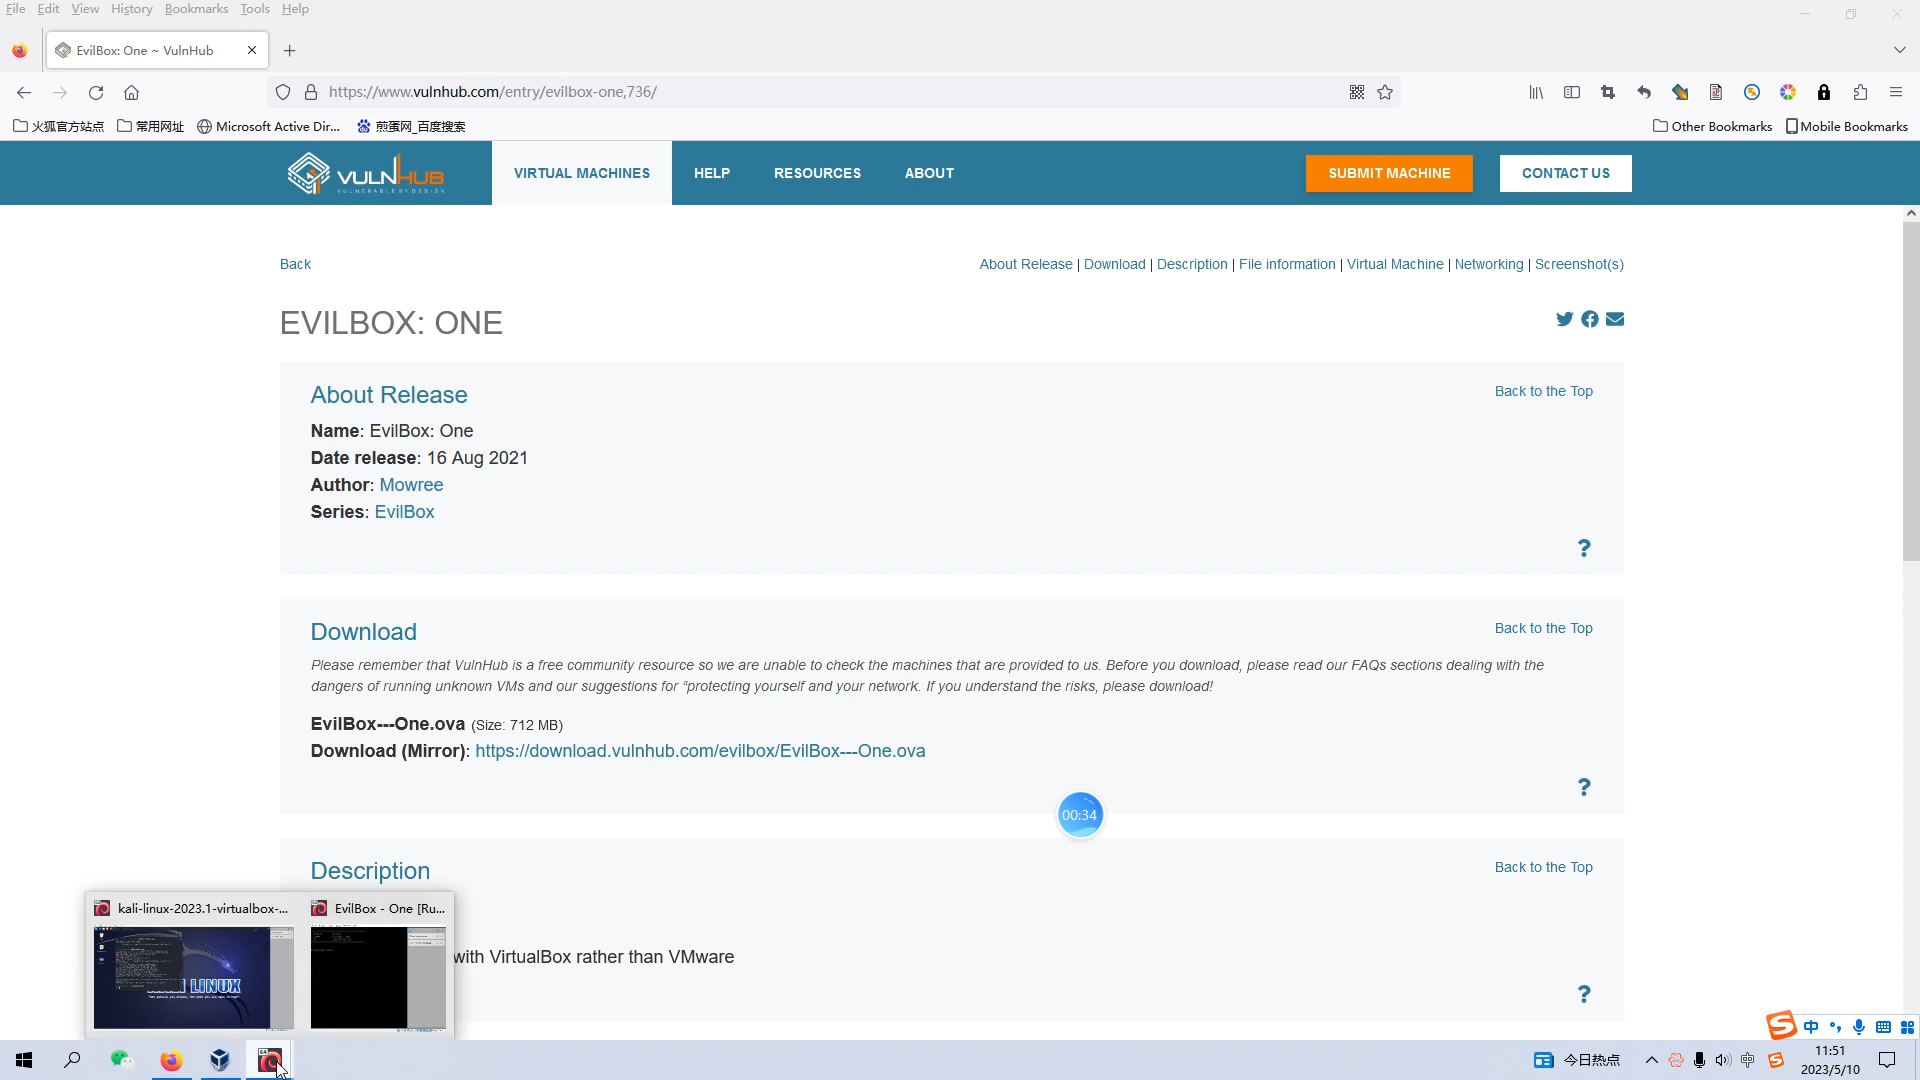 File Edit View History Bookmarks Tools Help
EvilBox: One ~ VulnHub
https://www.vulnhub.com/entry/evilbox-one,736/
火狐官方站点 常用网址 Microsoft Active Dir... 煎蛋网_百度搜索 Other Bookmarks Mobile Bookmarks
VULNHUB VIRTUAL MACHINES HELP RESOURCES ABOUT SUBMIT MACHINE CONTACT US
VULNERABLE BY DESIGN
Back About Release | Download | Description | File information | Virtual Machine | Networking | Screenshot(s)
EVILBOX: ONE
About Release Back to the Top
Name: EvilBox: One
Date release: 16 Aug 2021
Author: Mowree
Series: EvilBox
?
Download Back to the Top
Please remember that VulnHub is a free community resource so we are unable to check the machines that are provided to us. Before you download, please read our FAQs sections dealing with the
dangers of running unknown VMs and our suggestions for “protecting yourself and your network. If you understand the risks, please download!
EvilBox---One.ova (Size: 712 MB)
Download (Mirror): https://download.vulnhub.com/evilbox/EvilBox---One.ova
?
00:34
Description Back to the Top
kali-linux-2023.1-virtualbox-... EvilBox - One [Ru...
with VirtualBox rather than VMware
LINUX
?
S 中
64
今日热点 中 S 11:51
2023/5/10